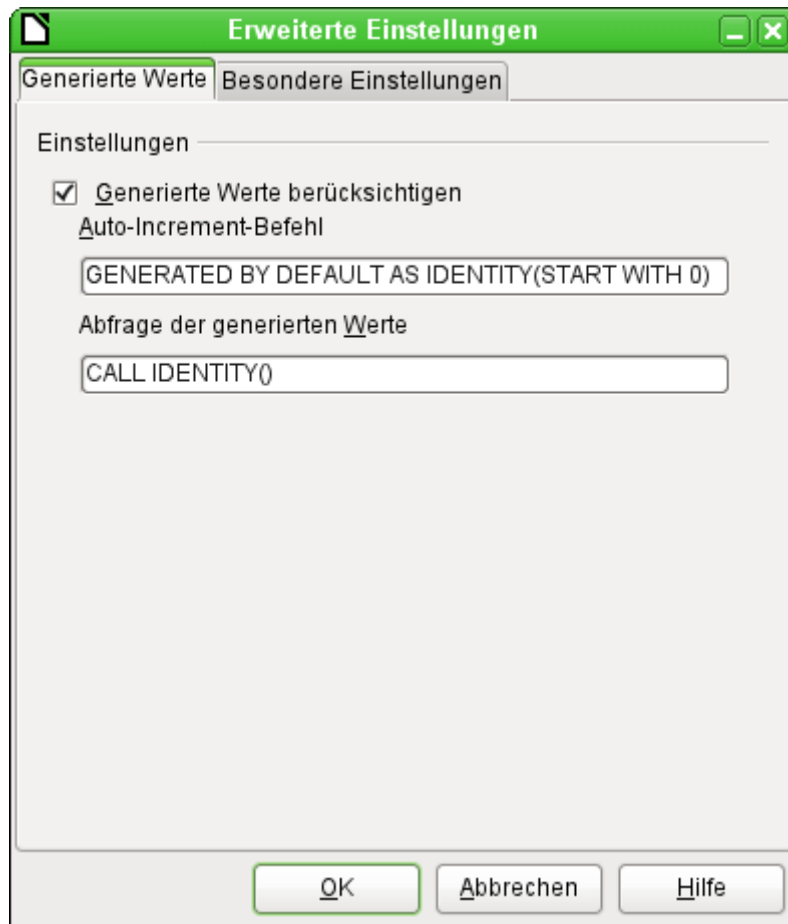 Erweiterte Einstellungen
Generierte Werte Besondere Einstellungen
Einstellungen
Generierte Werte berücksichtigen
Auto-Increment-Befehl
GENERATED BY DEFAULT AS IDENTITY(START WITH 0)
Abfrage der generierten Werte
CALL IDENTITY()
OK Abbrechen Hilfe